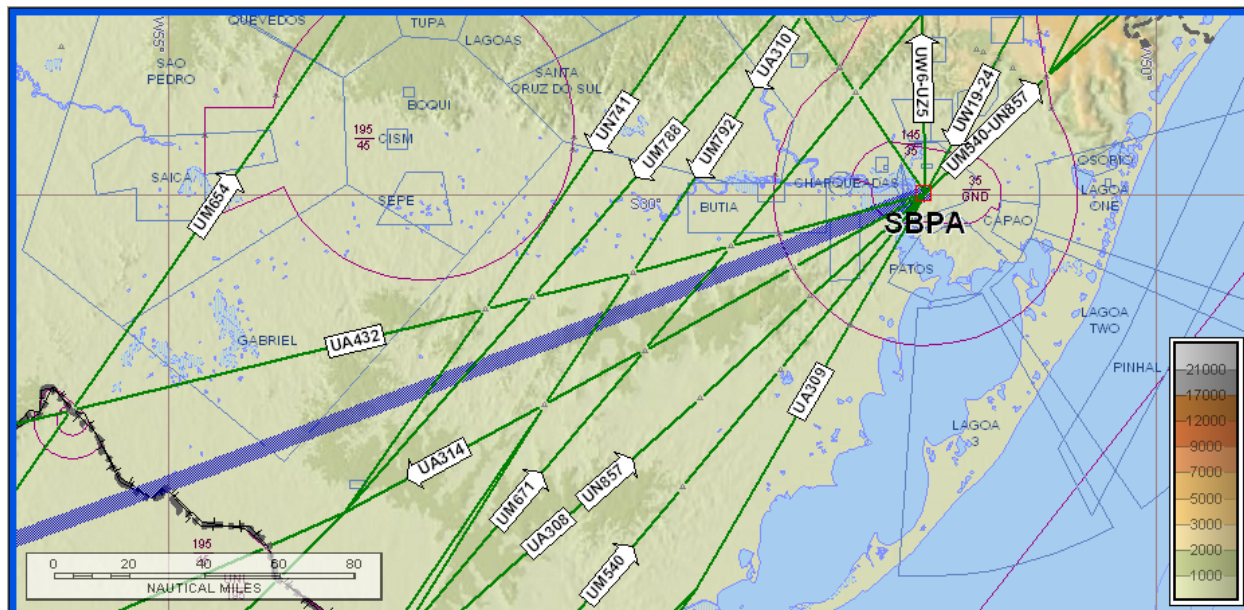 QUEVEDOS
TUPA
LAGOAS
W55°
SAO
PEDRO
SANTA
CRUZ DO SUL
BOQUI
195
45
CISM
SAICA
SEPE
UM654
UN741
UM788
UA310
UM792
UW6-UZ5
UW19-24
UM540-UN857
W50°
145
35
35
GND
OSORIO
LAGOA
ONE
CHARQUEADAS
BUTIA
S30°
SBPA
CAPAO
PATOS
LAGOA
TWO
PINHAL
LAGOA
3
GABRIEL
UA432
UA314
UM671
UN857
UA308
UA309
UM540
195
45
0 20 40 60 80
NAUTICAL MILES
21000
17000
12000
9000
7000
5000
3000
2000
1000